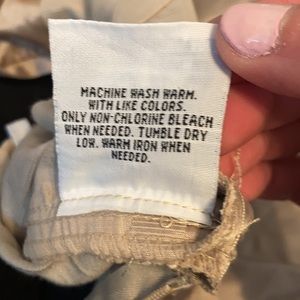 MACHINE WASH WARM.
WITH LIKE COLORS.
ONLY NON-CHLORINE BLEACH
WHEN NEEDED. TUMBLE DRY
LOW. WARM IRON WHEN
NEEDED.